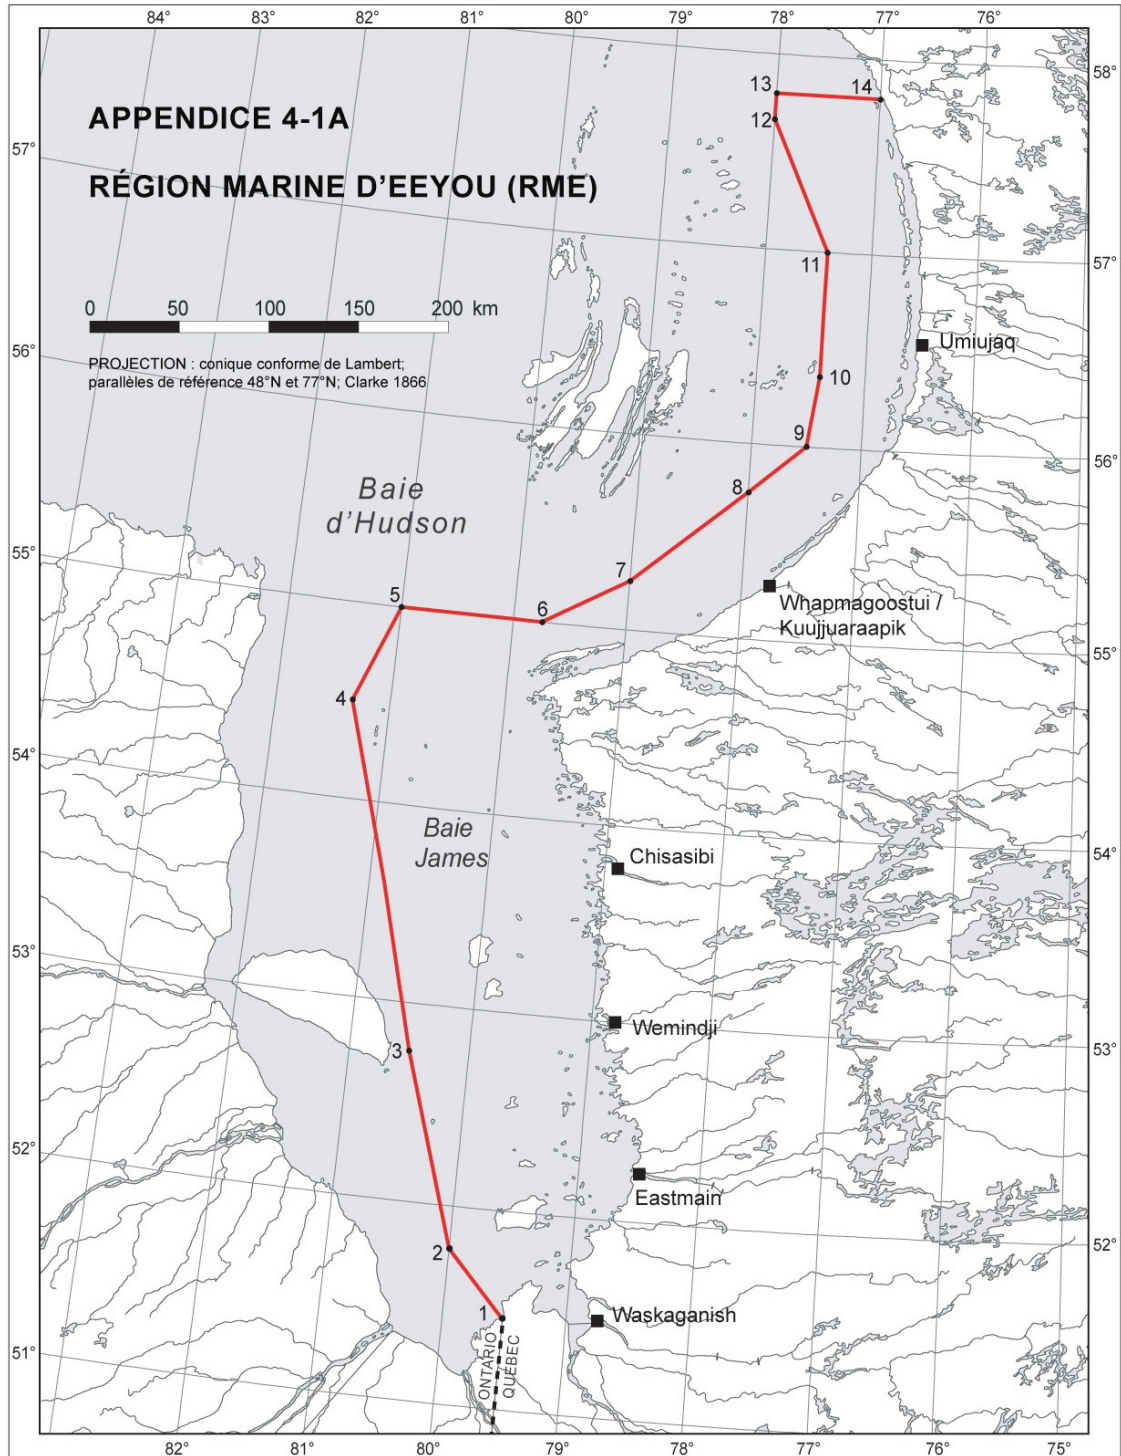 84° 83° 82° 81° 80° 79° 78° 77° 76°
APPENDICE 4-1A
RÉGION MARINE D'EEYOU (RME)
0 50 100 150 200 km
PROJECTION : conique conforme de Lambert;
parallèles de référence 48°N et 77°N; Clarke 1866
57°
56°
55°
54°
53°
52°
51°
58°
57°
56°
55°
54°
53°
52°
13
14
12
11
10
9
8
7
6
5
4
3
2
1
Umiujaq
Baie
d'Hudson
Whapmagoostui /
Kuujjuaraapik
Baie
James
Chisasibi
Wemindji
Eastmain
Waskaganish
ONTARIO
QUÉBEC
82° 81° 80° 79° 78° 77° 76° 75°